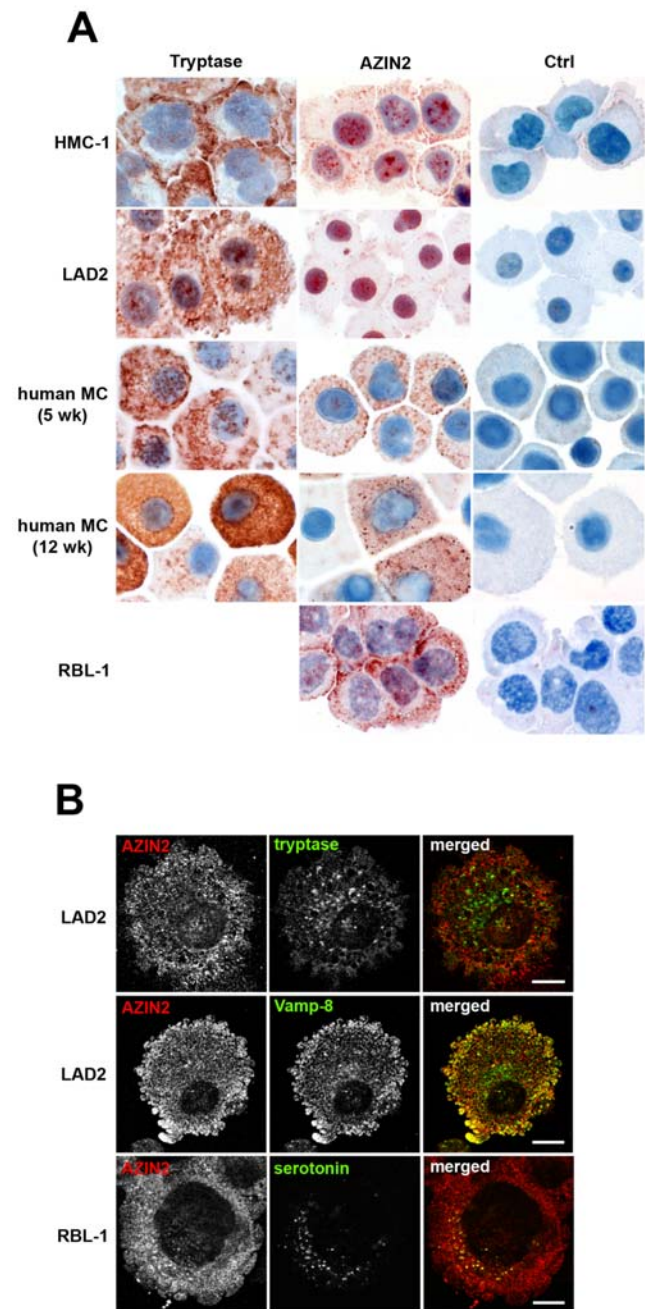 A
Tryptase AZIN2 Ctrl
HMC-1
LAD2
human MC
(5 wk)
human MC
(12 wk)
RBL-1
B
AZIN2 tryptase merged
LAD2
AZIN2 Vamp-8 merged
LAD2
AZIN2 serotonin merged
RBL-1